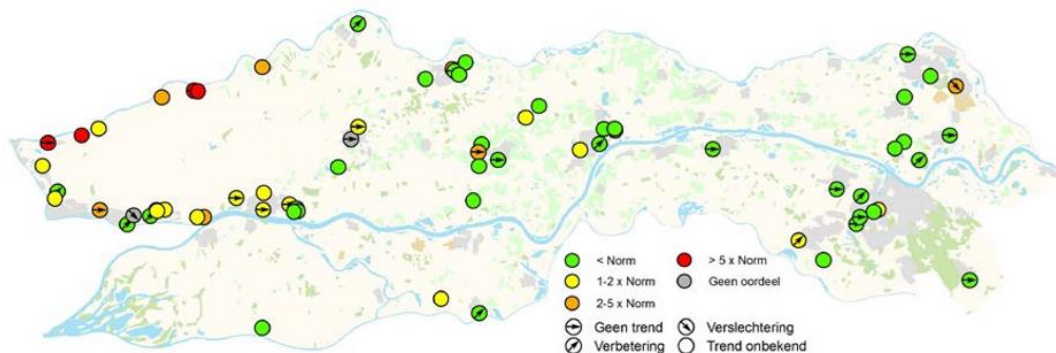 < Norm
> 5 x Norm
1-2 x Norm
Geen oordeel
2-5 x Norm
Geen trend
Verslechtering
Verbetering
Trend onbekend